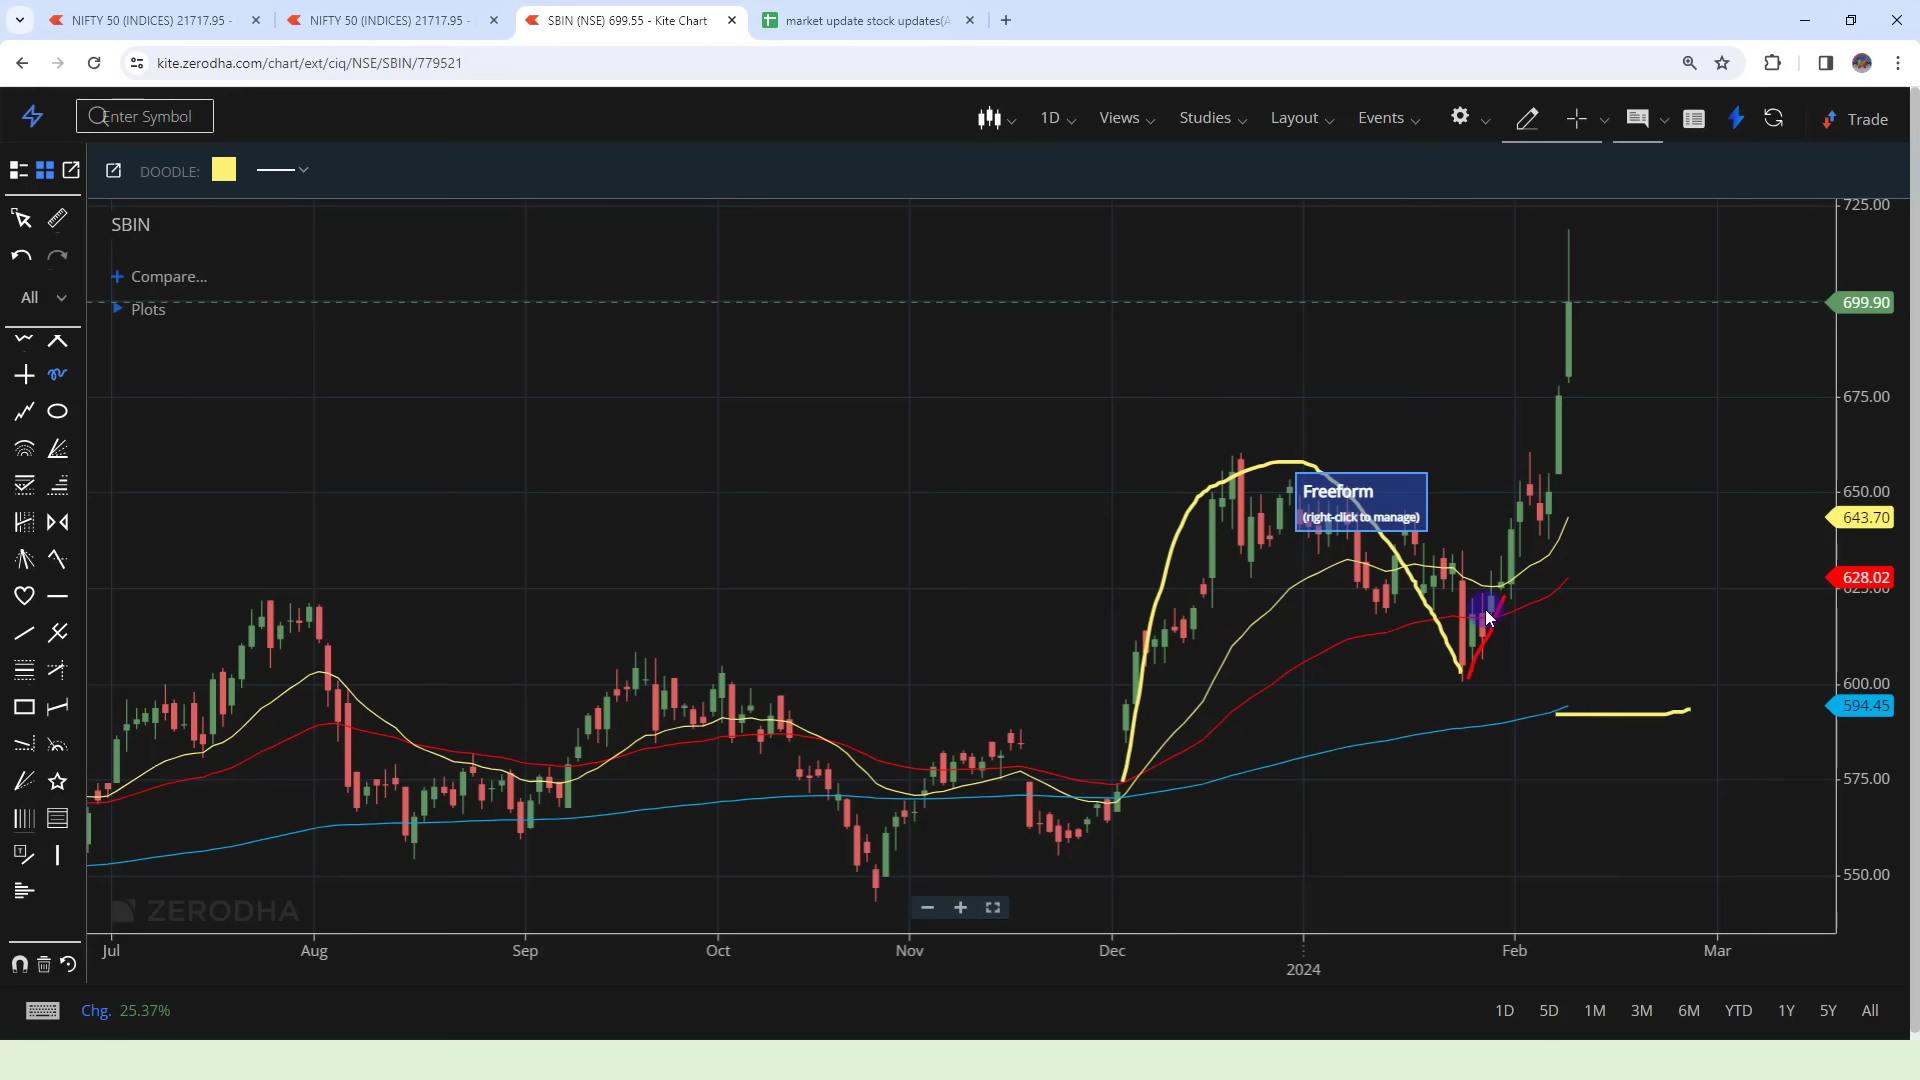 NIFTY 50 (INDICES) 21717.95 -
NIFTY 50 (INDICES) 21717.95 -
SBIN (NSE) 699.55 - Kite Chart
market update stock updates(
kite.zerodha.com/chart/ext/ciq/NSE/SBIN/779521
Enter Symbol
1D
Views
Studies
Layout
Events
Trade
DOODLE:
SBIN
Compare...
Plots
All
725.00
699.90
675.00
650.00
643.70
628.02
625.00
600.00
594.45
575.00
550.00
Freeform
(right-click to manage)
ZERODHA
Jul
Aug
Sep
Oct
Nov
Dec
2024
Feb
Mar
Chg. 25.37%
1D
5D
1M
3M
6M
YTD
1Y
5Y
All